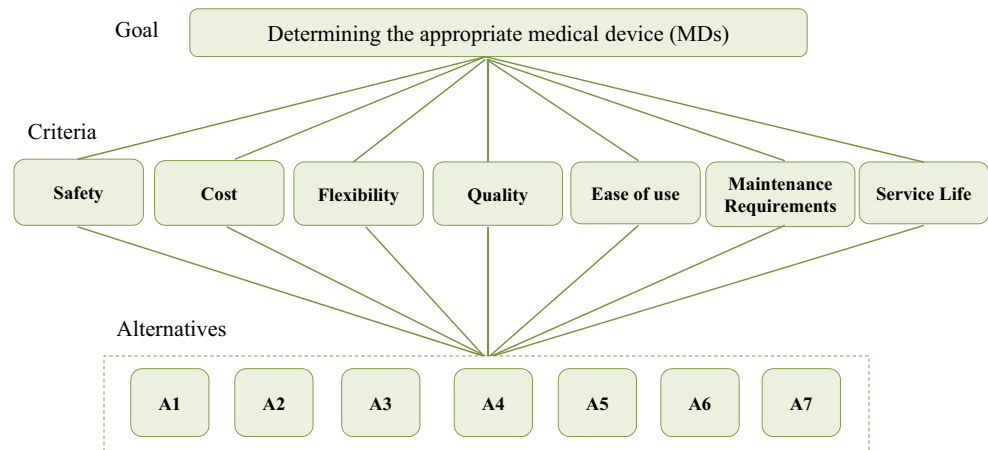 Goal
Determining the appropriate medical device (MDs)
Criteria
Safety
Cost
Flexibility
Quality
Ease of use
Maintenance
Requirements
Service Life
Alternatives
A1
A2
A3
A4
A5
A6
A7